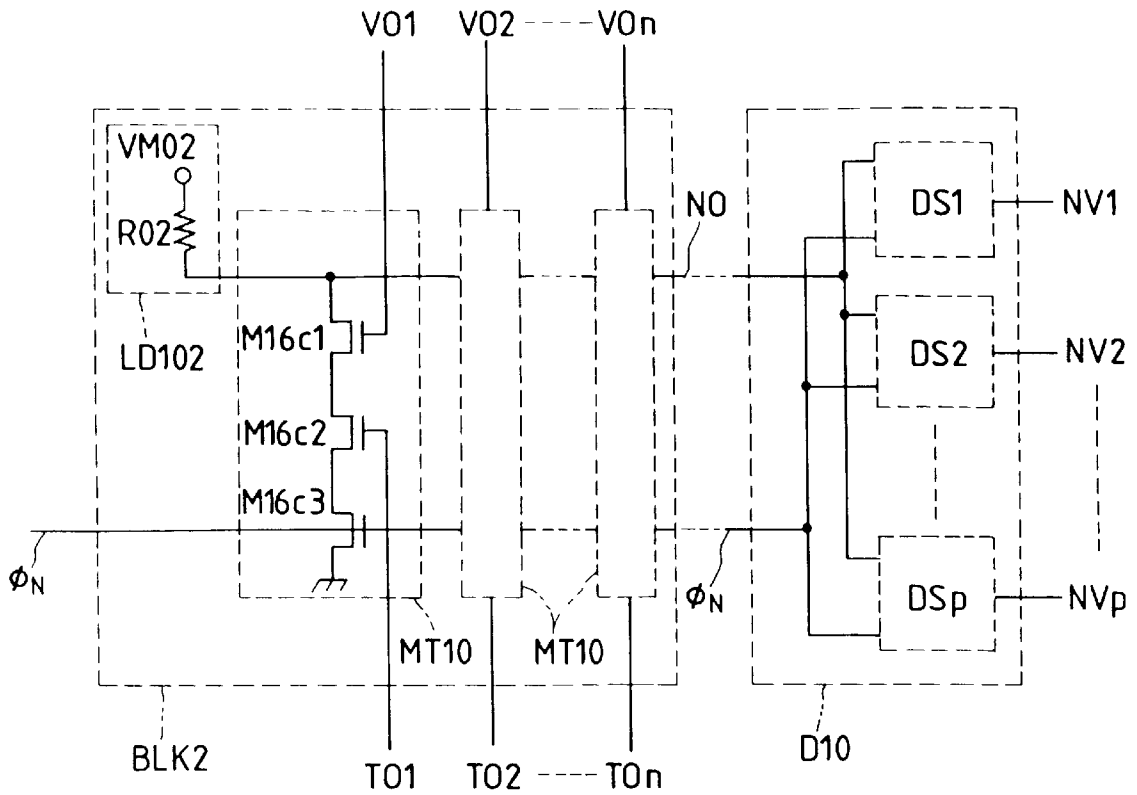 VO1 VO2 VOn
VM02
R02
LD102
NO
DS1 NV1
M16c1
DS2 NV2
M16c2
M16c3
ϕN
ϕN
DSp NVp
MT10 MT10
BLK2
D10
TO1 TO2 TOn